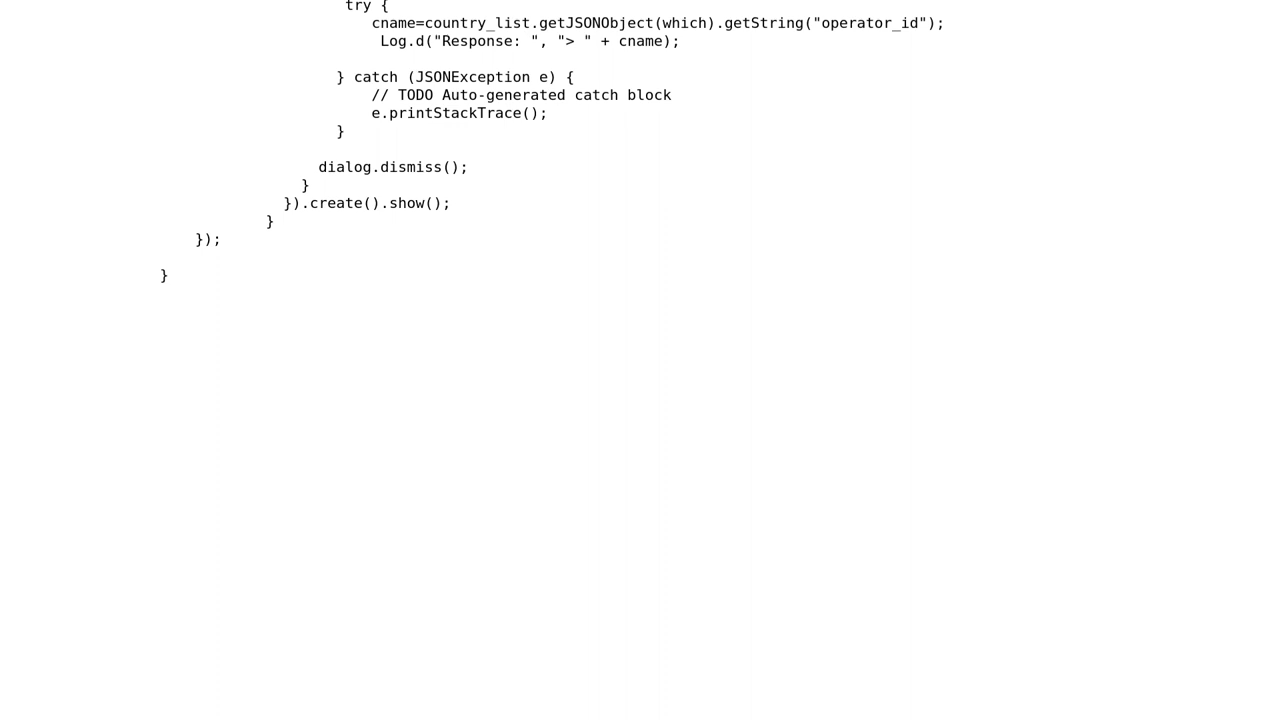 try {
cname=country_list.getJSONObject(which).getString("operator_id");
Log.d("Response: ", "> " + cname);
} catch (JSONException e) {
// TODO Auto-generated catch block
e.printStackTrace();
}
dialog.dismiss();
}
}).create().show();
}
});
}